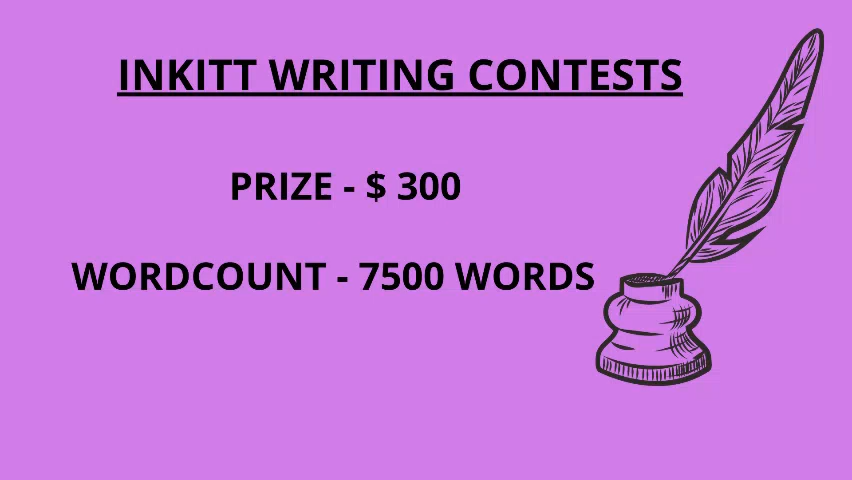 INKITT WRITING CONTESTS
PRIZE - $ 300
WORDCOUNT - 7500 WORDS